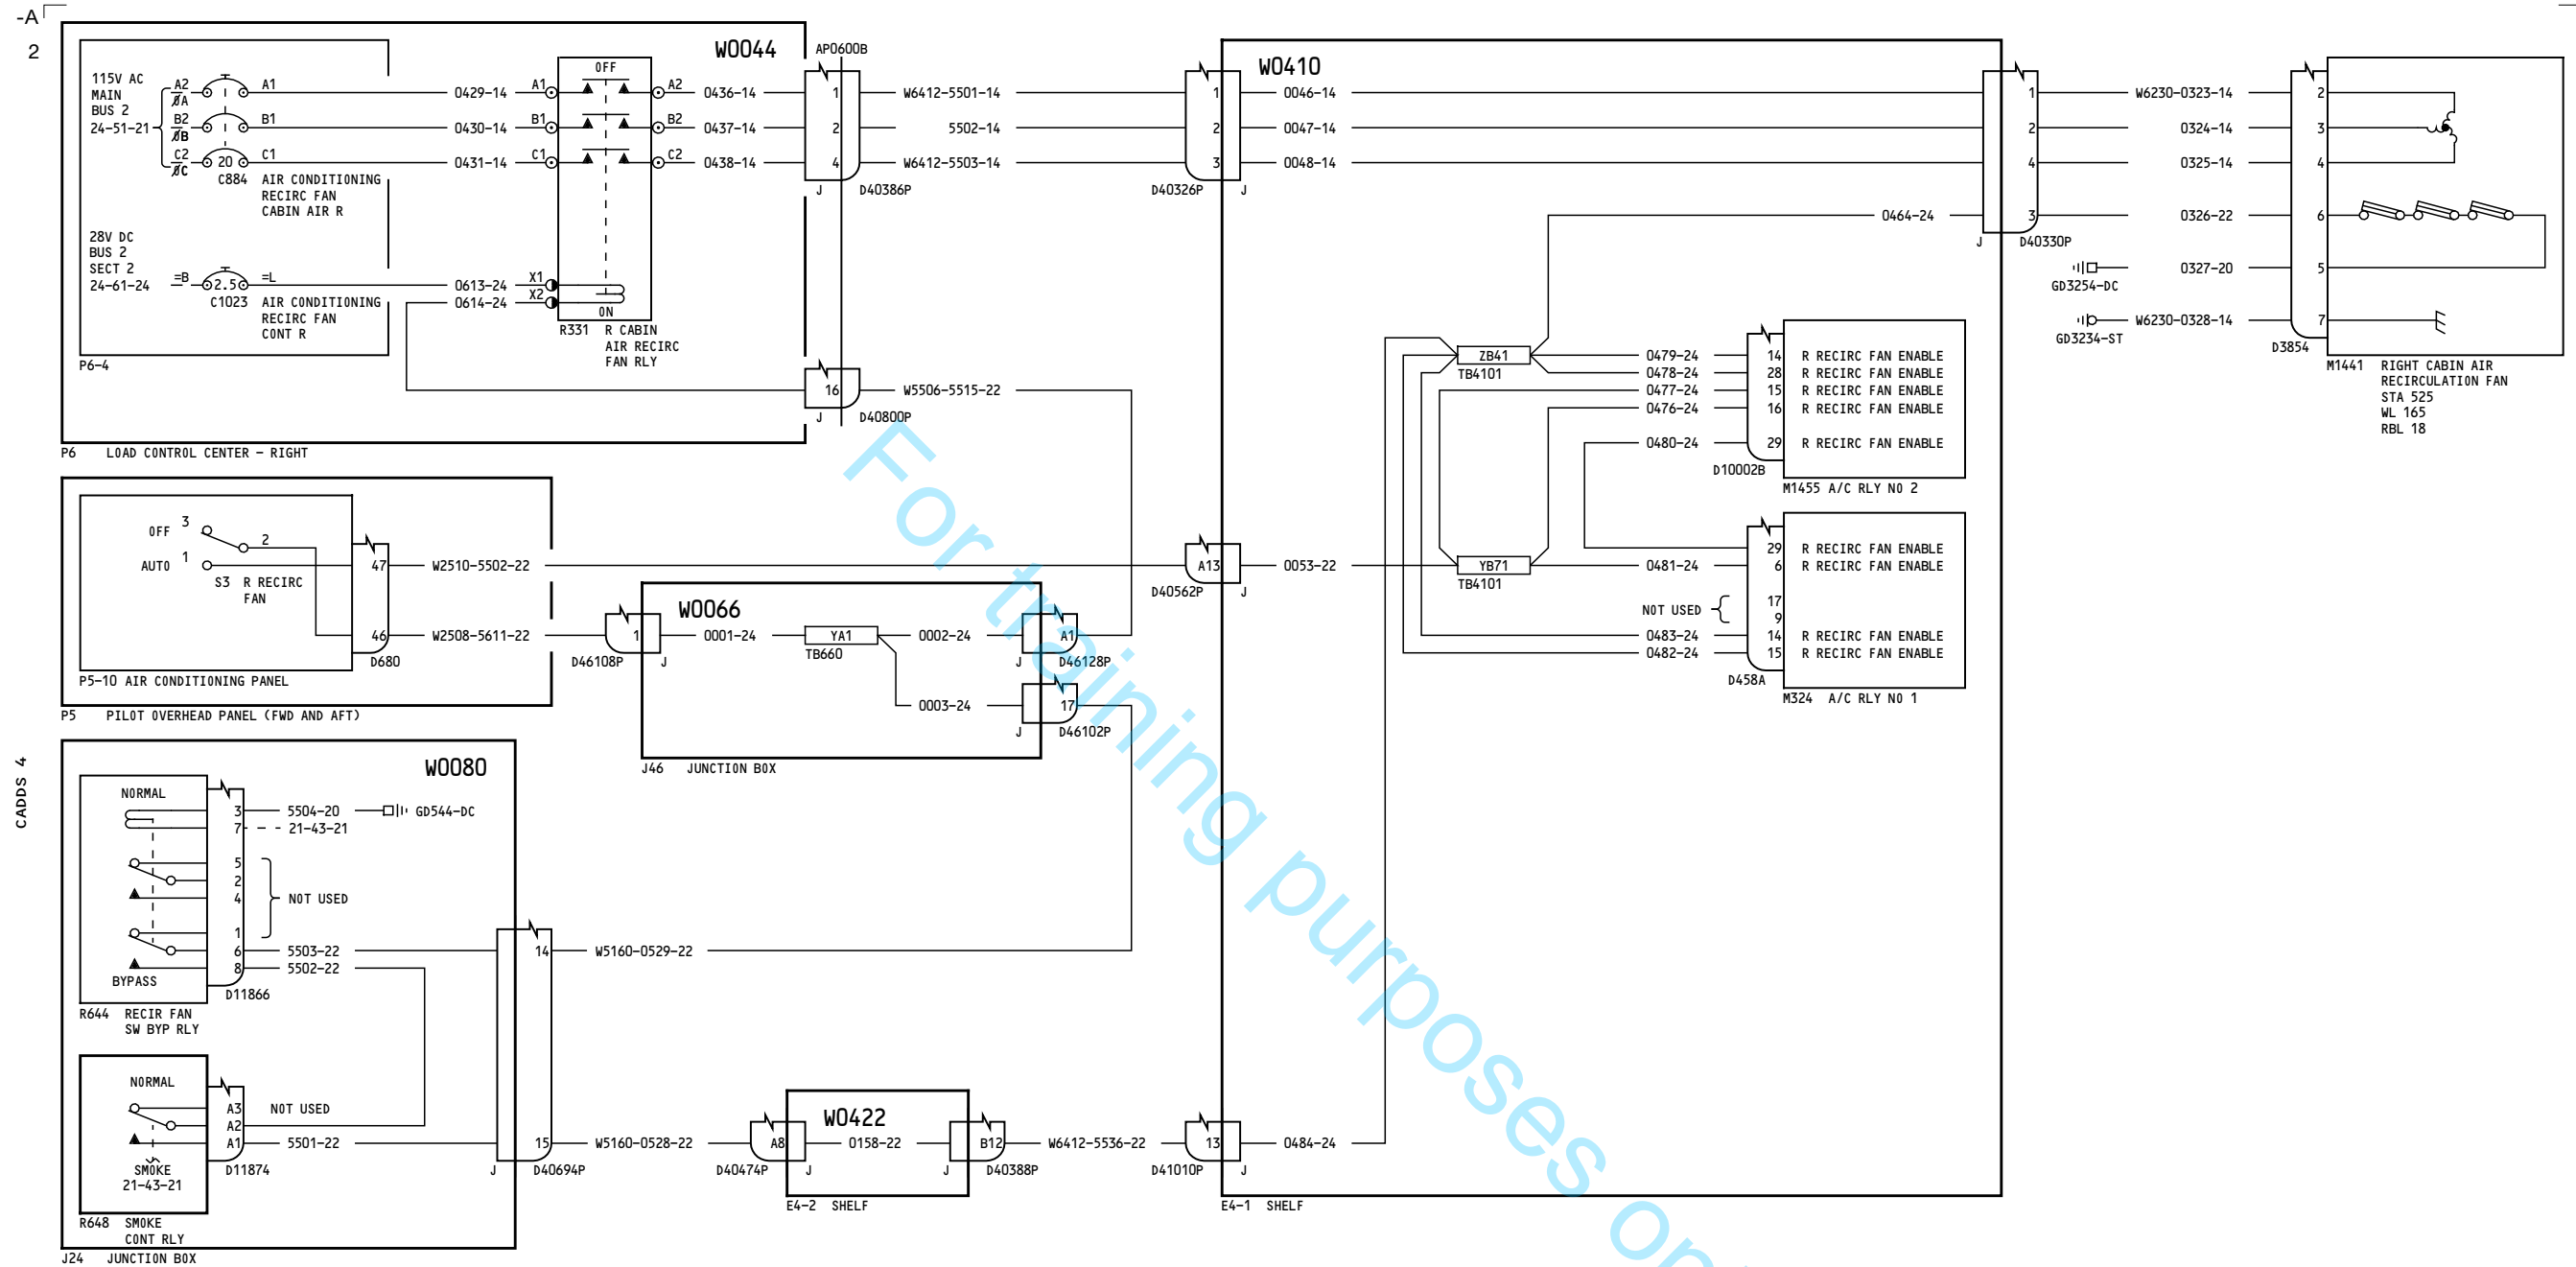 -A
2
CADDS 4
W0044
115V AC
MAIN
BUS 2
24-51-21
A2
ØA
B2
ØB
C2
ØC
A1
B1
20
C1
C884 AIR CONDITIONING
RECIRC FAN
CABIN AIR R
28V DC
BUS 2
SECT 2
24-61-24
=B
2.5
=L
C1023 AIR CONDITIONING
RECIRC FAN
CONT R
P6-4
0429-14
0430-14
0431-14
0613-24
0614-24
A1
B1
C1
X1
X2
OFF
ON
A2
B2
C2
R331 R CABIN
AIR RECIRC
FAN RLY
0436-14
0437-14
0438-14
AP0600B
1
2
4
J D40386P
16
J D40800P
P6 LOAD CONTROL CENTER - RIGHT
W6412-5501-14
5502-14
W6412-5503-14
W5506-5515-22
1
2
3
D40326P J
W0410
0046-14
0047-14
0048-14
0464-24
1
2
4
3
J D40330P
W6230-0323-14
0324-14
0325-14
0326-22
0327-20
GD3254-DC
W6230-0328-14
GD3234-ST
2
3
4
6
5
7
D3854
M1441 RIGHT CABIN AIR
RECIRCULATION FAN
STA 525
WL 165
RBL 18
ZB41
TB4101
0479-24 14 R RECIRC FAN ENABLE
0478-24 28 R RECIRC FAN ENABLE
0477-24 15 R RECIRC FAN ENABLE
0476-24 16 R RECIRC FAN ENABLE
0480-24 29 R RECIRC FAN ENABLE
D10002B
M1455 A/C RLY NO 2
YB71
TB4101
29 R RECIRC FAN ENABLE
0481-24 6 R RECIRC FAN ENABLE
NOT USED 17
9
0483-24 14 R RECIRC FAN ENABLE
0482-24 15 R RECIRC FAN ENABLE
D458A
M324 A/C RLY NO 1
OFF 3
2
AUTO 1
S3 R RECIRC
FAN
47
46
D680
P5-10 AIR CONDITIONING PANEL
P5 PILOT OVERHEAD PANEL (FWD AND AFT)
W2510-5502-22
W2508-5611-22
A13
D40562P J
0053-22
W0066
1
D46108P J
0001-24
YA1
TB660
0002-24
0003-24
A1
J D46128P
17
J D46102P
J46 JUNCTION BOX
W0080
NORMAL
3 5504-20 GD544-DC
7 21-43-21
5
2
4
NOT USED
1
6 5503-22
8 5502-22
BYPASS
D11866
R644 RECIR FAN
SW BYP RLY
14 W5160-0529-22
NORMAL
A3 NOT USED
A2
A1 5501-22
SMOKE
21-43-21
D11874
R648 SMOKE
CONT RLY
J24 JUNCTION BOX
15 W5160-0528-22
J D40694P
W0422
A8
D40474P J
0158-22
B12
J D40388P
E4-2 SHELF
W6412-5536-22
13
D41010P J
0484-24
E4-1 SHELF
For training purposes